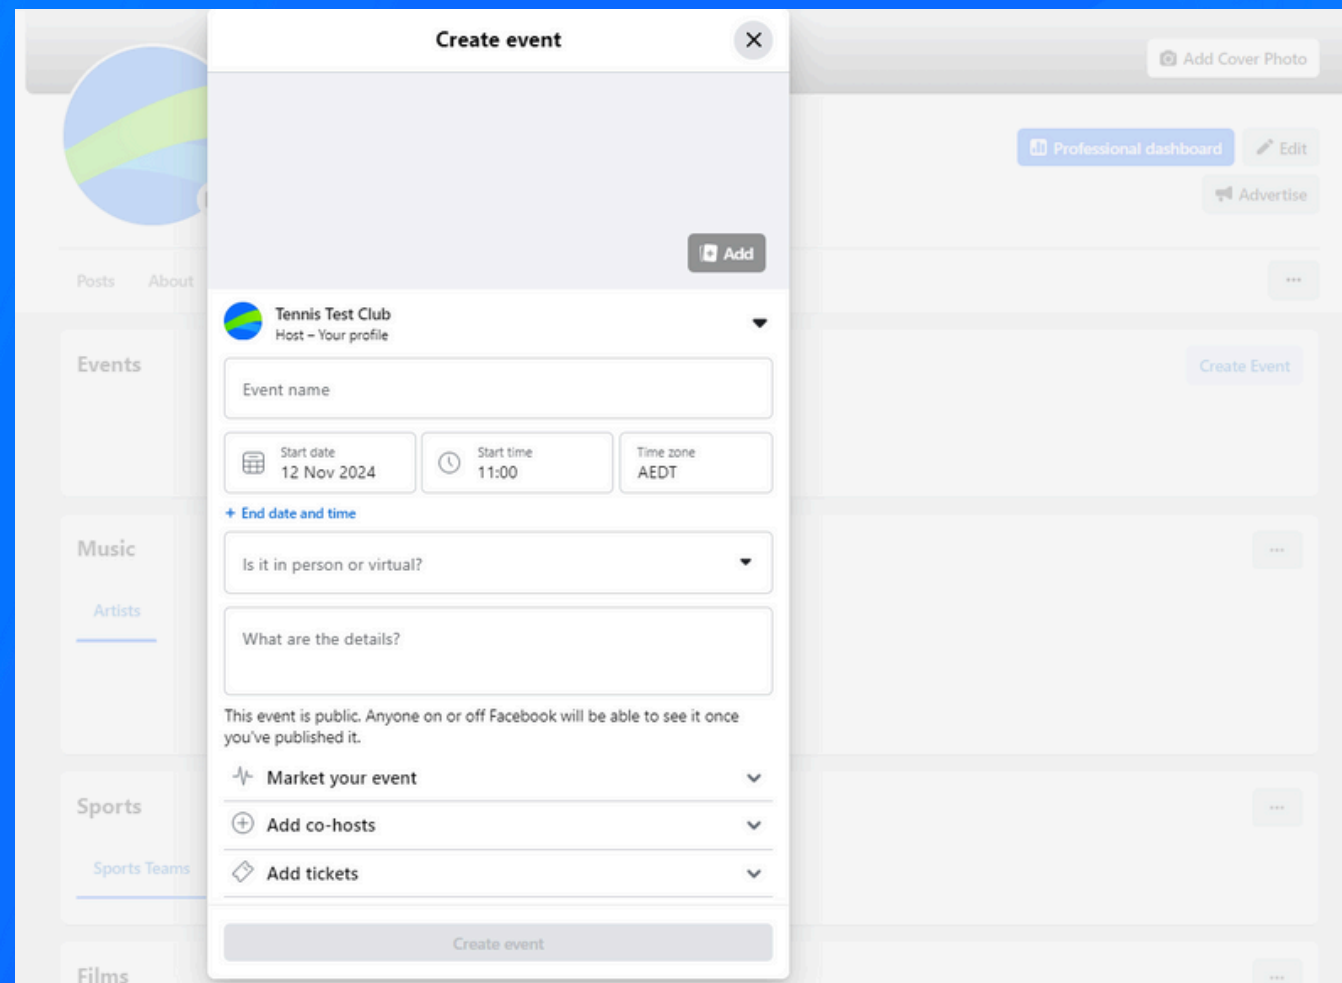 Create event
Add Cover Photo
Professional dashboard
Edit
Advertise
Add
Posts About
Tennis Test Club
Host – Your profile
Events
Create Event
Event name
Start date
12 Nov 2024
Start time
11:00
Time zone
AEDT
+ End date and time
Music
Is it in person or virtual?
Artists
What are the details?
This event is public. Anyone on or off Facebook will be able to see it once
you've published it.
Market your event
Sports
Add co-hosts
Sports Teams
Add tickets
Create event
Films